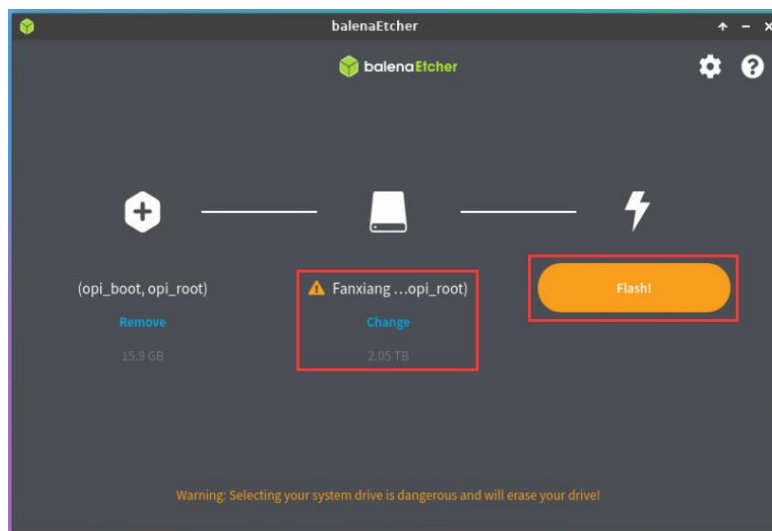 balenaEtcher
balenaEtcher
(opi_boot, opi_root)
Remove
15.9 GB
Fanxiang ...opi_root)
Change
2.05 TB
Flash!
Warning: Selecting your system drive is dangerous and will erase your drive!